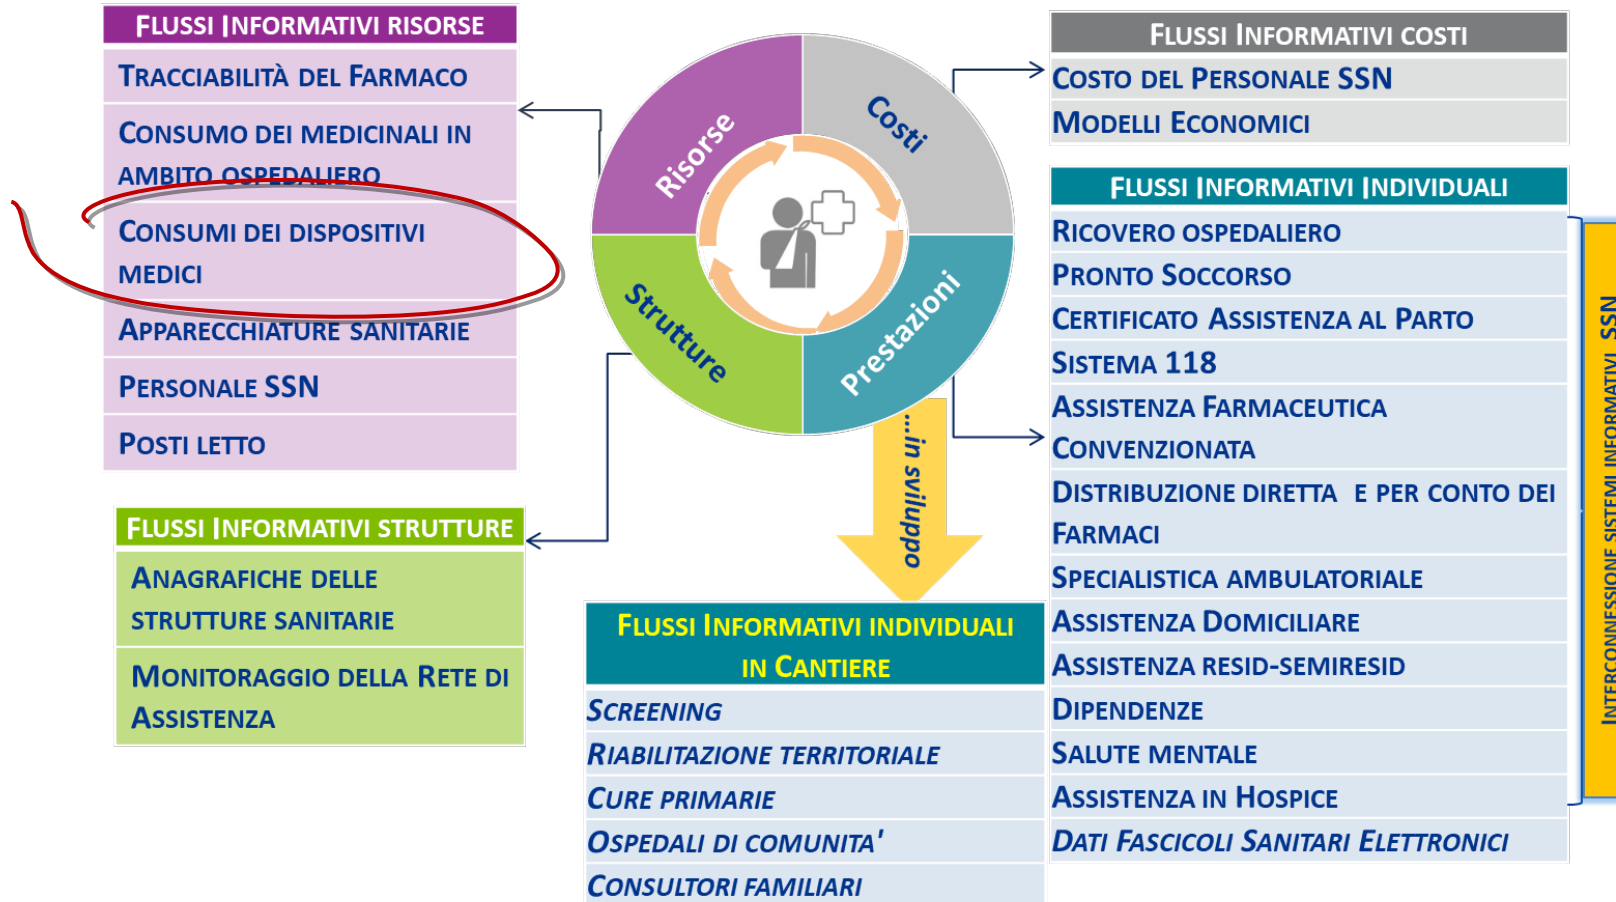 FLUSSI INFORMATIVI RISORSE
TRACCIABILITÀ DEL FARMACO
CONSUMO DEI MEDICINALI IN
AMBITO OSPEDALIERO
CONSUMI DEI DISPOSITIVI
MEDICI
APPARECCHIATURE SANITARIE
PERSONALE SSN
POSTI LETTO
FLUSSI INFORMATIVI STRUTTURE
ANAGRAFICHE DELLE
STRUTTURE SANITARIE
MONITORAGGIO DELLA RETE DI
ASSISTENZA
Risorse
Costi
Strutture
Prestazioni
...in sviluppo
FLUSSI INFORMATIVI INDIVIDUALI
IN CANTIERE
SCREENING
RIABILITAZIONE TERRITORIALE
CURE PRIMARIE
OSPEDALI DI COMUNITA'
CONSULTORI FAMILIARI
FLUSSI INFORMATIVI COSTI
COSTO DEL PERSONALE SSN
MODELLI ECONOMICI
FLUSSI INFORMATIVI INDIVIDUALI
RICOVERO OSPEDALIERO
PRONTO SOCCORSO
CERTIFICATO ASSISTENZA AL PARTO
SISTEMA 118
ASSISTENZA FARMACEUTICA
CONVENZIONATA
DISTRIBUZIONE DIRETTA E PER CONTO DEI
FARMACI
SPECIALISTICA AMBULATORIALE
ASSISTENZA DOMICILIARE
ASSISTENZA RESID-SEMIRESID
DIPENDENZE
SALUTE MENTALE
ASSISTENZA IN HOSPICE
DATI FASCICOLI SANITARI ELETTRONICI
INTERCONNESSIONE SISTEMI INFORMATIVI SSN